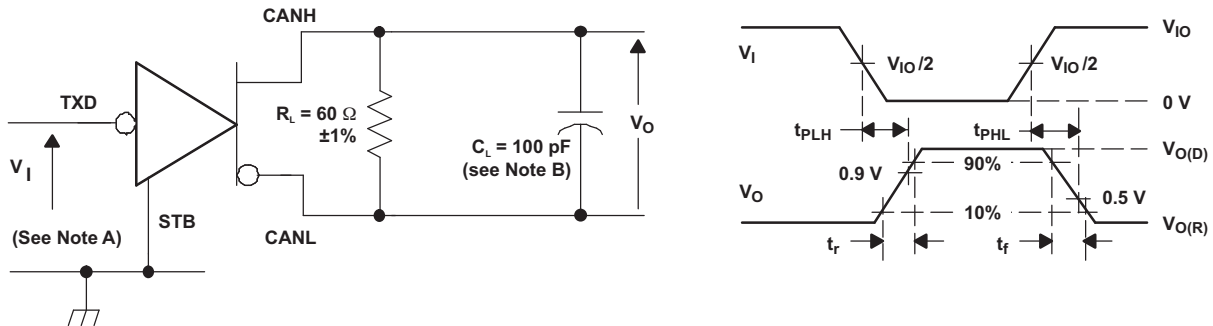 CANH
TXD
V_I
(See Note A)
STB
R_L = 60 Ω
±1%
C_L = 100 pF
(see Note B)
V_O
CANL
V_I
V_IO
V_IO/2
V_IO/2
0 V
t_PLH
t_PHL
V_O(D)
0.9 V
90%
V_O
0.5 V
10%
V_O(R)
t_r
t_f